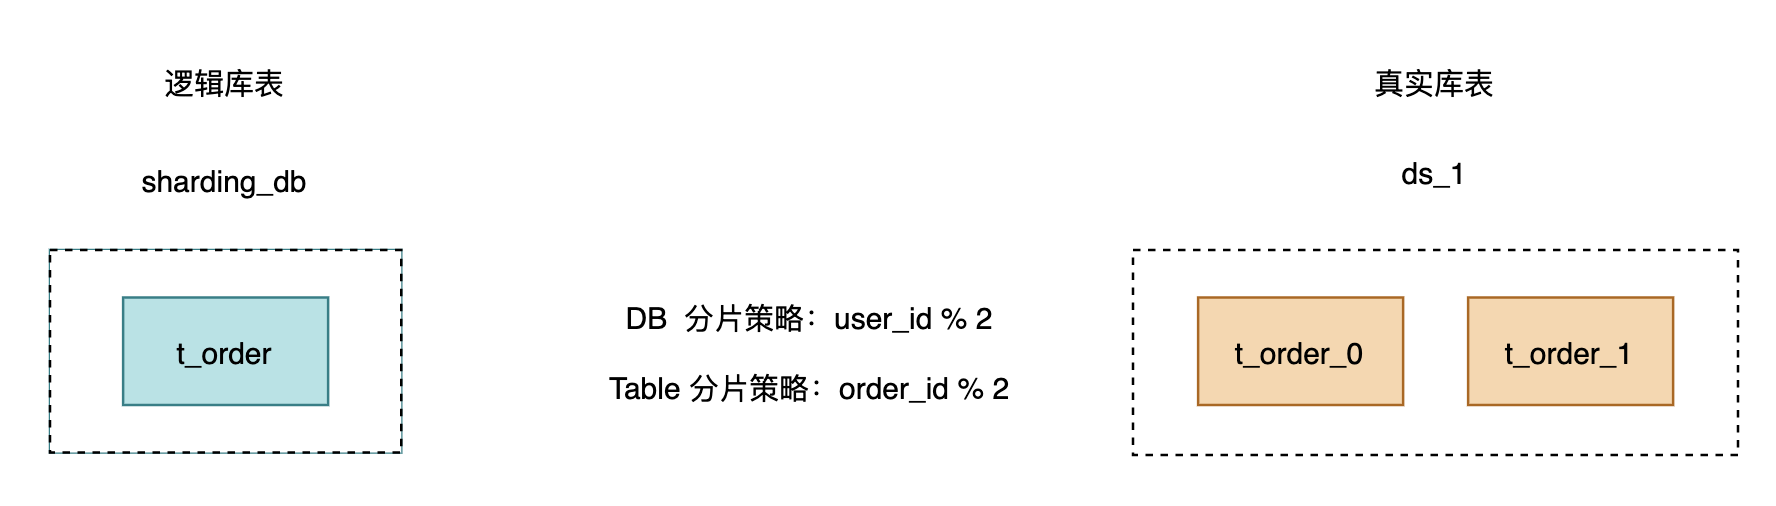 逻辑库表
真实库表
sharding_db
ds_1
t_order
DB 分片策略：user_id % 2
Table 分片策略：order_id % 2
t_order_0
t_order_1